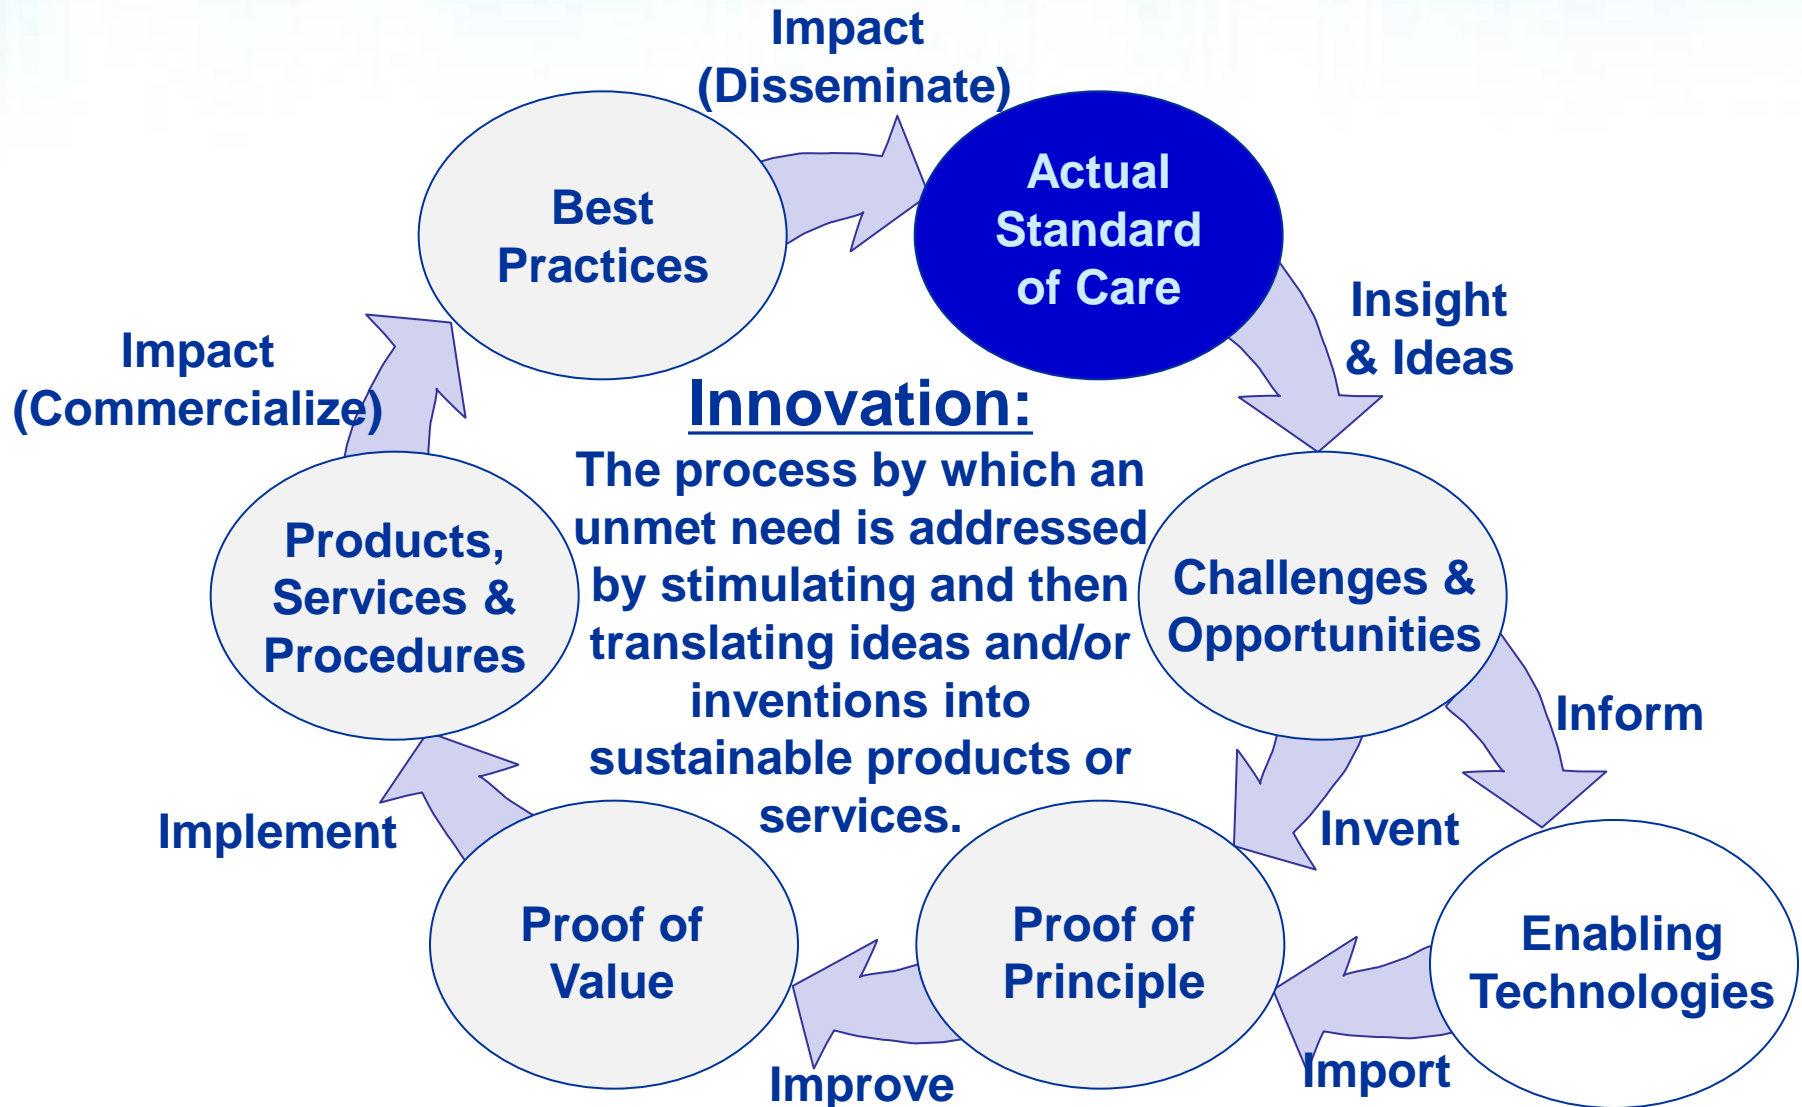 Impact
(Disseminate)
Best
Practices
Actual
Standard
of Care
Insight
& Ideas
Impact
(Commercialize)
Innovation:
The process by which an
unmet need is addressed
by stimulating and then
translating ideas and/or
inventions into
sustainable products or
services.
Products,
Services &
Procedures
Challenges &
Opportunities
Inform
Implement
Invent
Proof of
Value
Proof of
Principle
Enabling
Technologies
Improve
Import